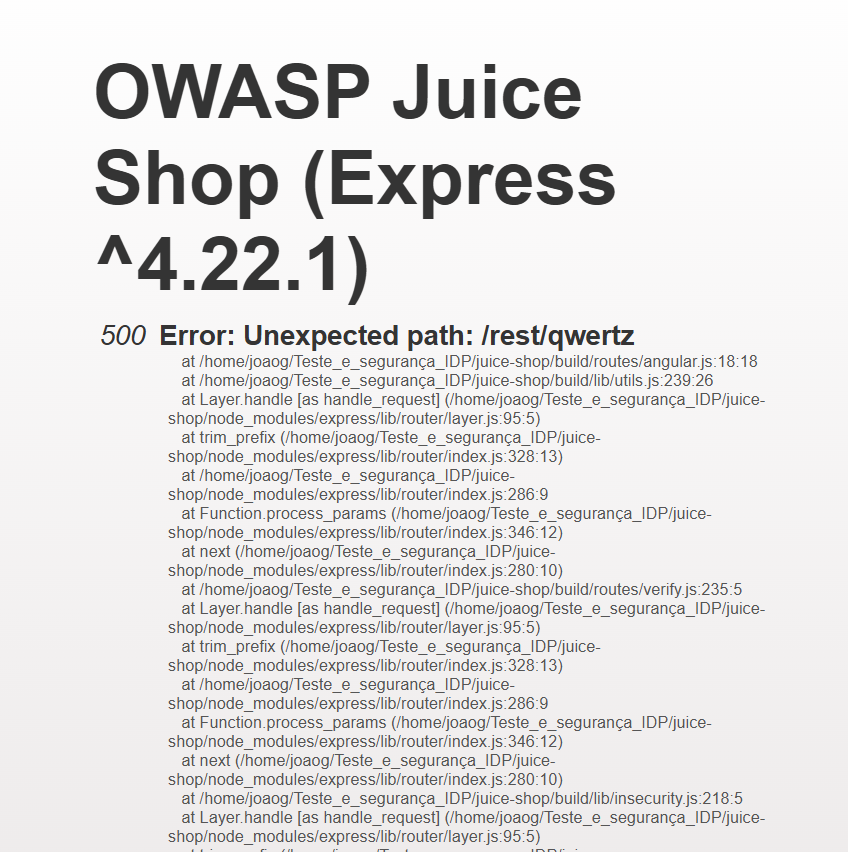 OWASP Juice
Shop (Express
^4.22.1)
500 Error: Unexpected path: /rest/qwertz
at /home/joaog/Teste_e_segurança_IDP/juice-shop/build/routes/angular.js:18:18
at /home/joaog/Teste_e_segurança_IDP/juice-shop/build/lib/utils.js:239:26
at Layer.handle [as handle_request] (/home/joaog/Teste_e_segurança_IDP/juice-
shop/node_modules/express/lib/router/layer.js:95:5)
at trim_prefix (/home/joaog/Teste_e_segurança_IDP/juice-
shop/node_modules/express/lib/router/index.js:328:13)
at /home/joaog/Teste_e_segurança_IDP/juice-
shop/node_modules/express/lib/router/index.js:286:9
at Function.process_params (/home/joaog/Teste_e_segurança_IDP/juice-
shop/node_modules/express/lib/router/index.js:346:12)
at next (/home/joaog/Teste_e_segurança_IDP/juice-
shop/node_modules/express/lib/router/index.js:280:10)
at /home/joaog/Teste_e_segurança_IDP/juice-shop/build/routes/verify.js:235:5
at Layer.handle [as handle_request] (/home/joaog/Teste_e_segurança_IDP/juice-
shop/node_modules/express/lib/router/layer.js:95:5)
at trim_prefix (/home/joaog/Teste_e_segurança_IDP/juice-
shop/node_modules/express/lib/router/index.js:328:13)
at /home/joaog/Teste_e_segurança_IDP/juice-
shop/node_modules/express/lib/router/index.js:286:9
at Function.process_params (/home/joaog/Teste_e_segurança_IDP/juice-
shop/node_modules/express/lib/router/index.js:346:12)
at next (/home/joaog/Teste_e_segurança_IDP/juice-
shop/node_modules/express/lib/router/index.js:280:10)
at /home/joaog/Teste_e_segurança_IDP/juice-shop/build/lib/insecurity.js:218:5
at Layer.handle [as handle_request] (/home/joaog/Teste_e_segurança_IDP/juice-
shop/node_modules/express/lib/router/layer.js:95:5)